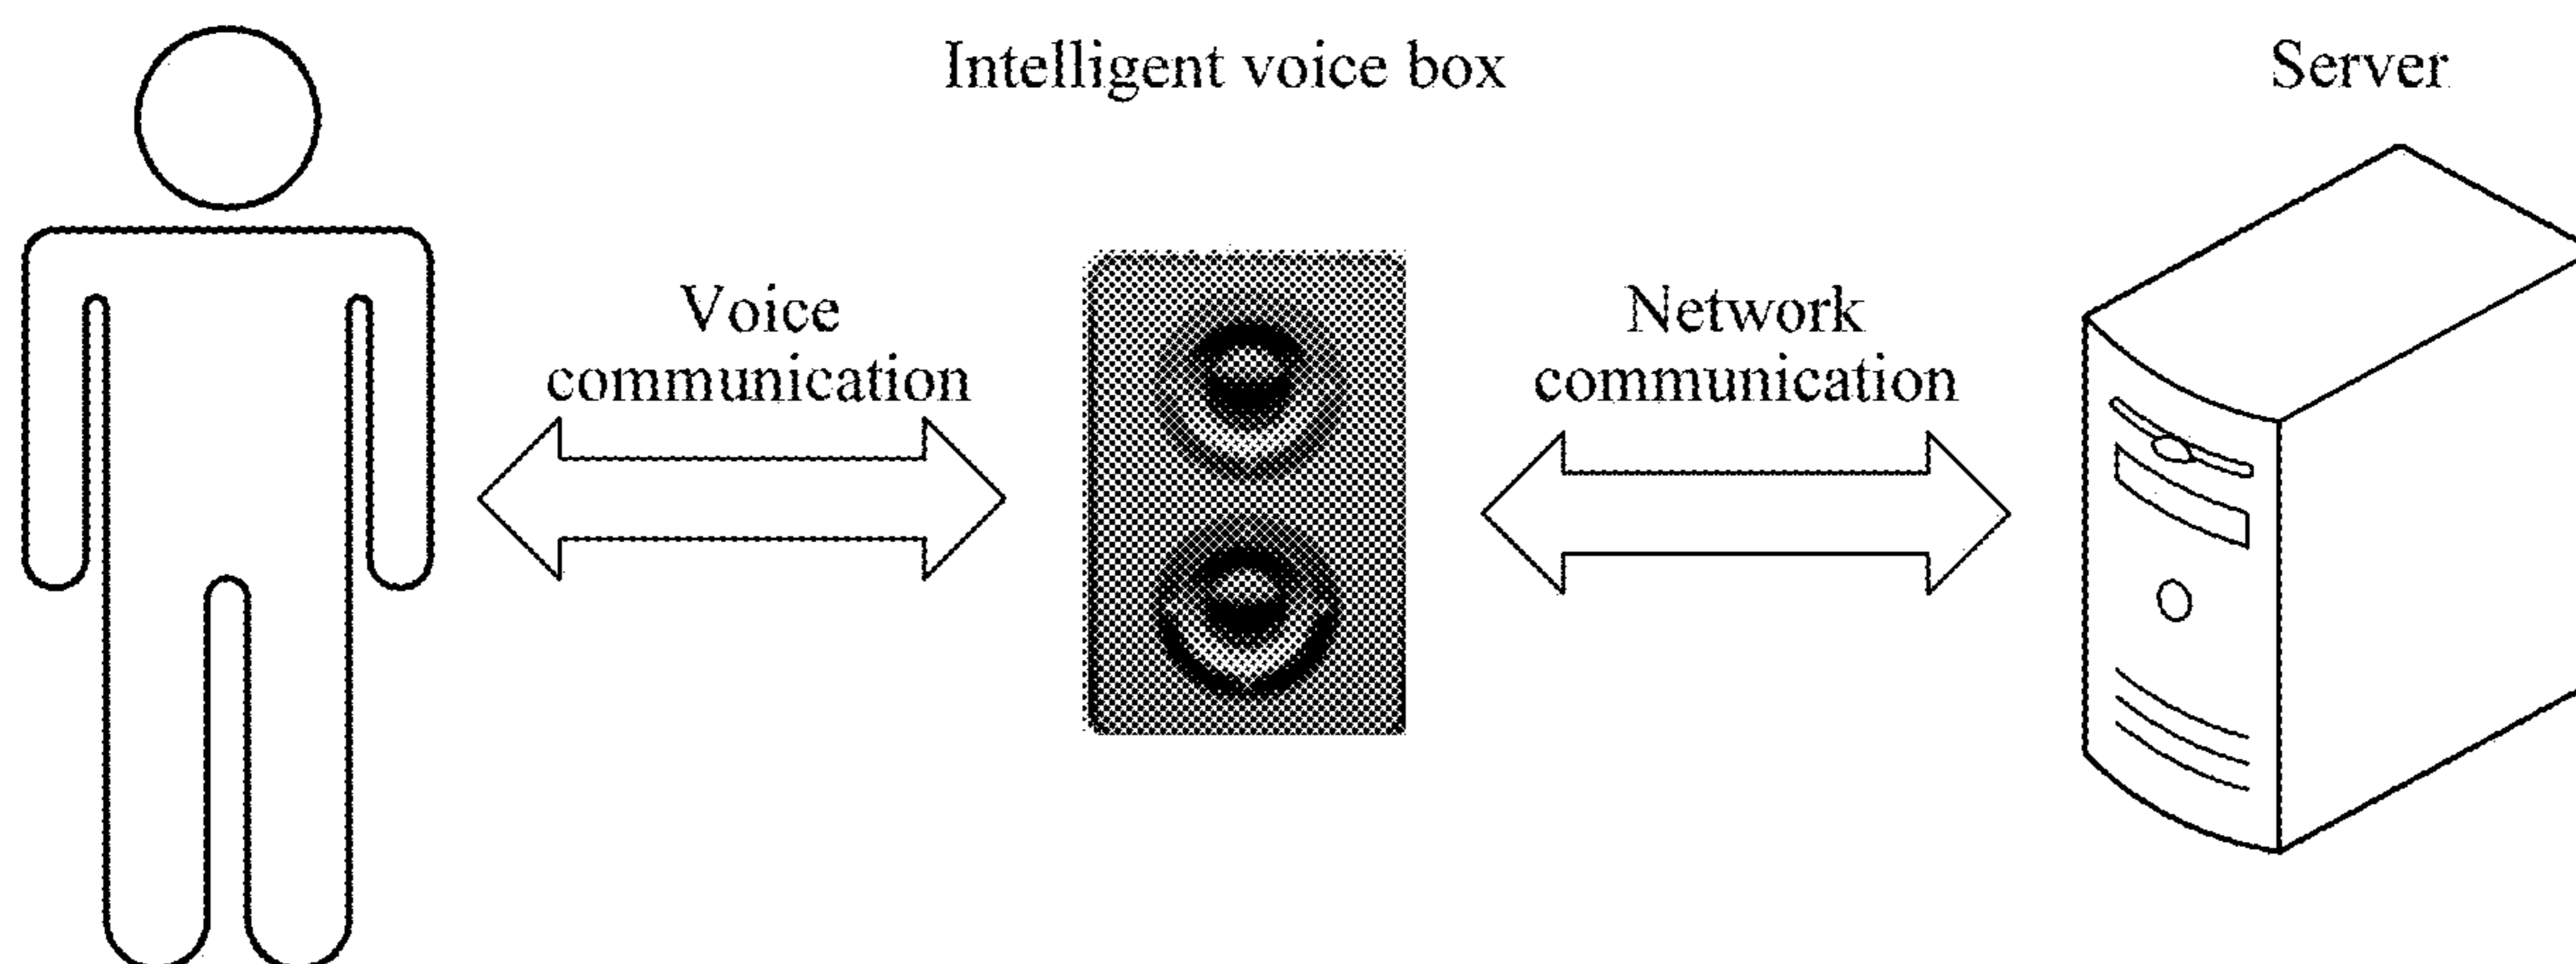 Intelligent voice box
Server
Voice
communication
Network
communication